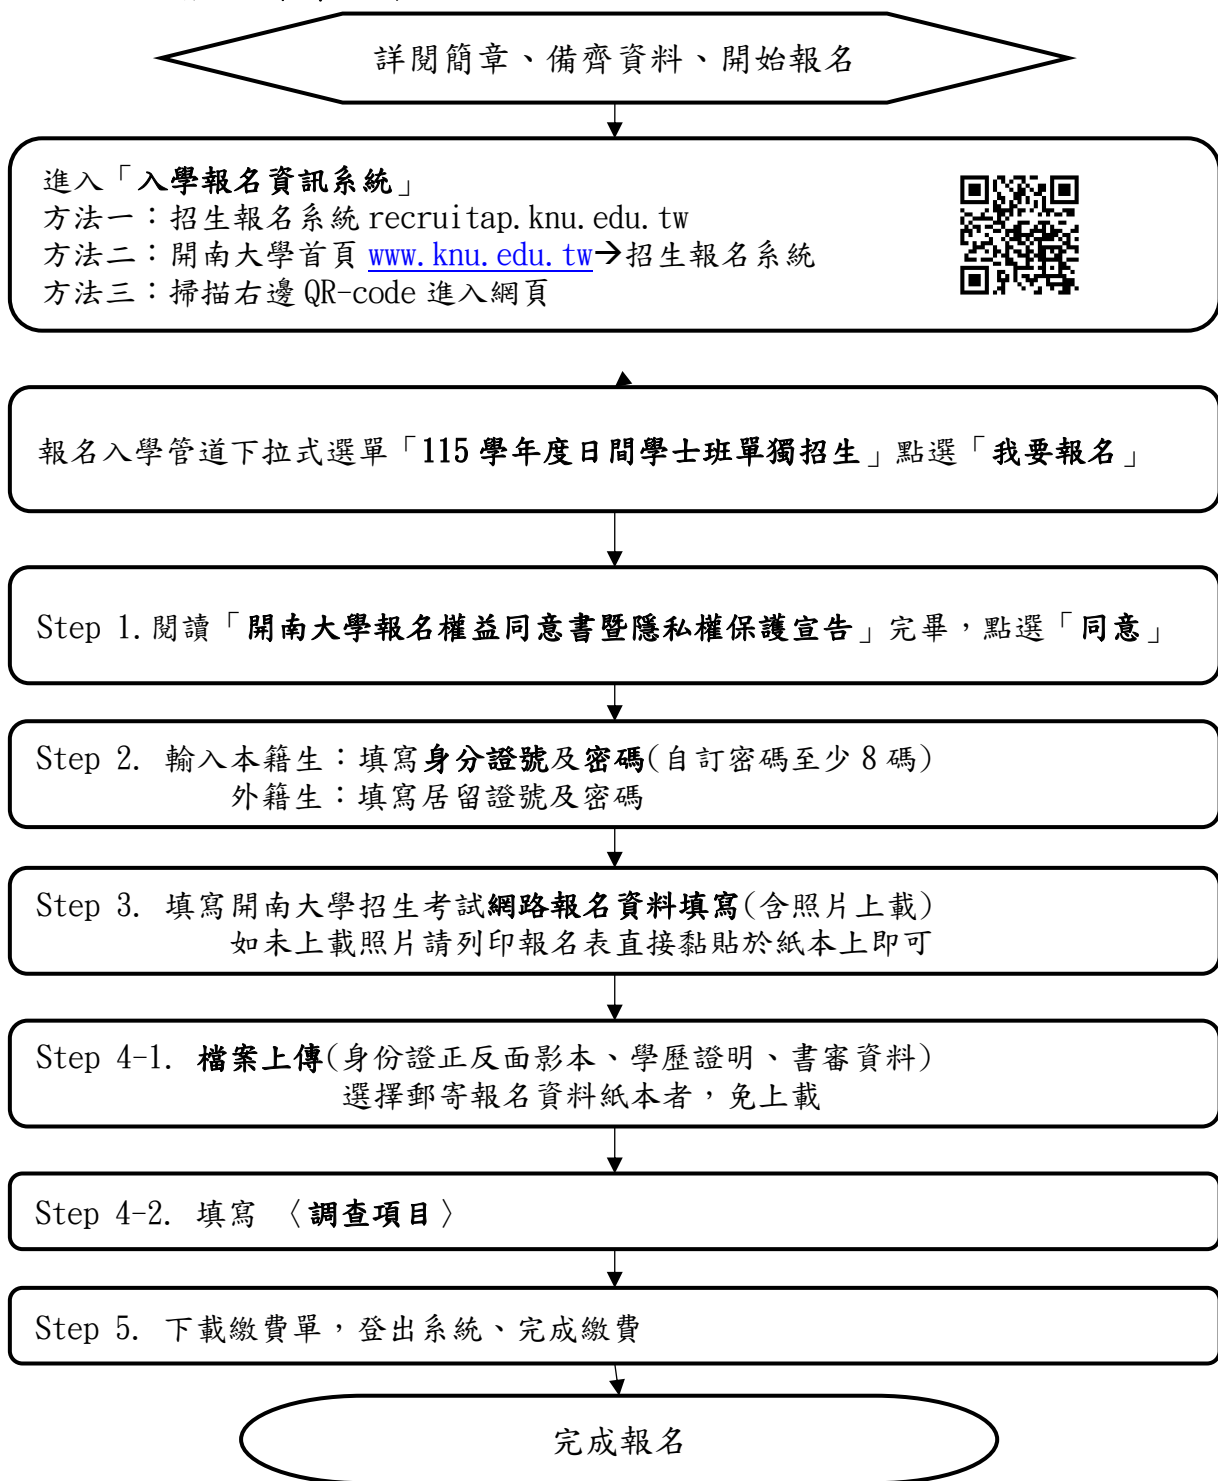 詳閱簡章、備齊資料、開始報名
進入「入學報名資訊系統」
方法一：招生報名系統 recruitap.knu.edu.tw
方法二：開南大學首頁 www.knu.edu.tw→招生報名系統
方法三：掃描右邊 QR-code 進入網頁
報名入學管道下拉式選單「115 學年度日間學士班單獨招生」點選「我要報名」
Step 1.閱讀「開南大學報名權益同意書暨隱私權保護宣告」完畢，點選「同意」
Step 2. 輸入本籍生：填寫身分證號及密碼(自訂密碼至少 8 碼)
外籍生：填寫居留證號及密碼
Step 3. 填寫開南大學招生考試網路報名資料填寫(含照片上載)
如未上載照片請列印報名表直接黏貼於紙本上即可
Step 4-1. 檔案上傳(身份證正反面影本、學歷證明、書審資料)
選擇郵寄報名資料紙本者，免上載
Step 4-2. 填寫 〈調查項目〉
Step 5. 下載繳費單，登出系統、完成繳費
完成報名